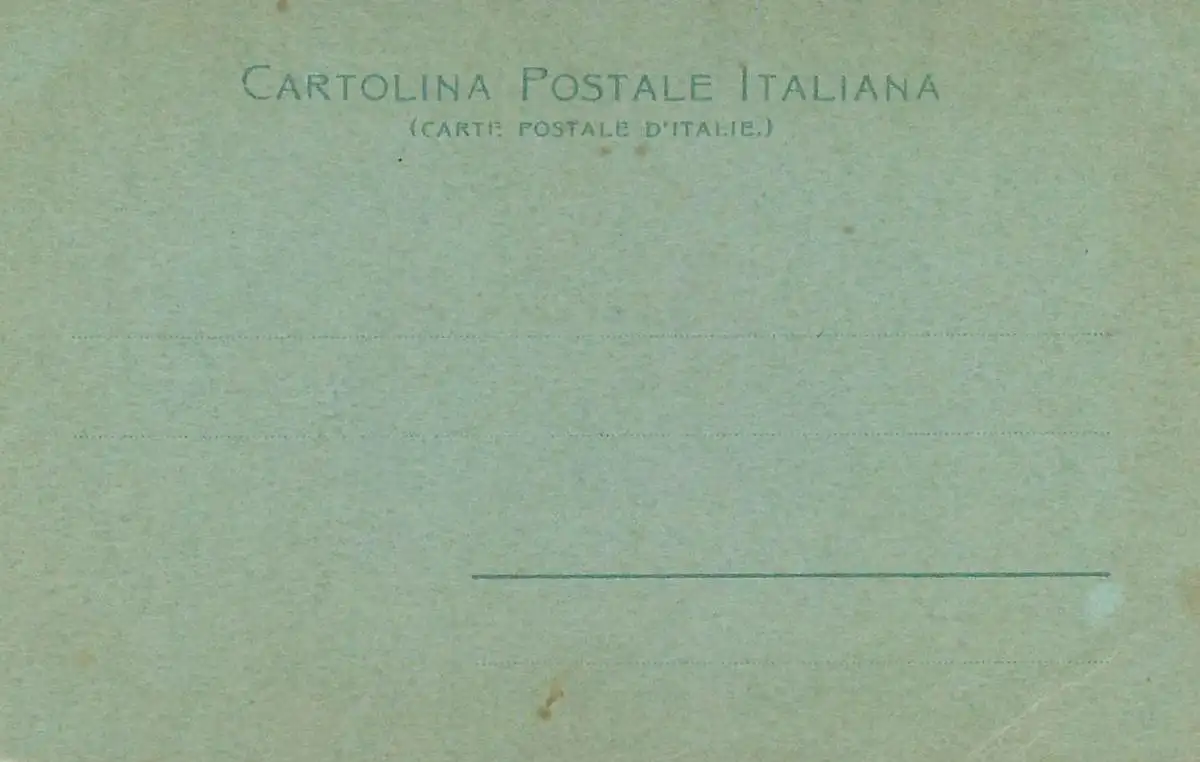 CARTOLINA POSTALE ITALIANA
(CARTE POSTALE D'ITALIE.)